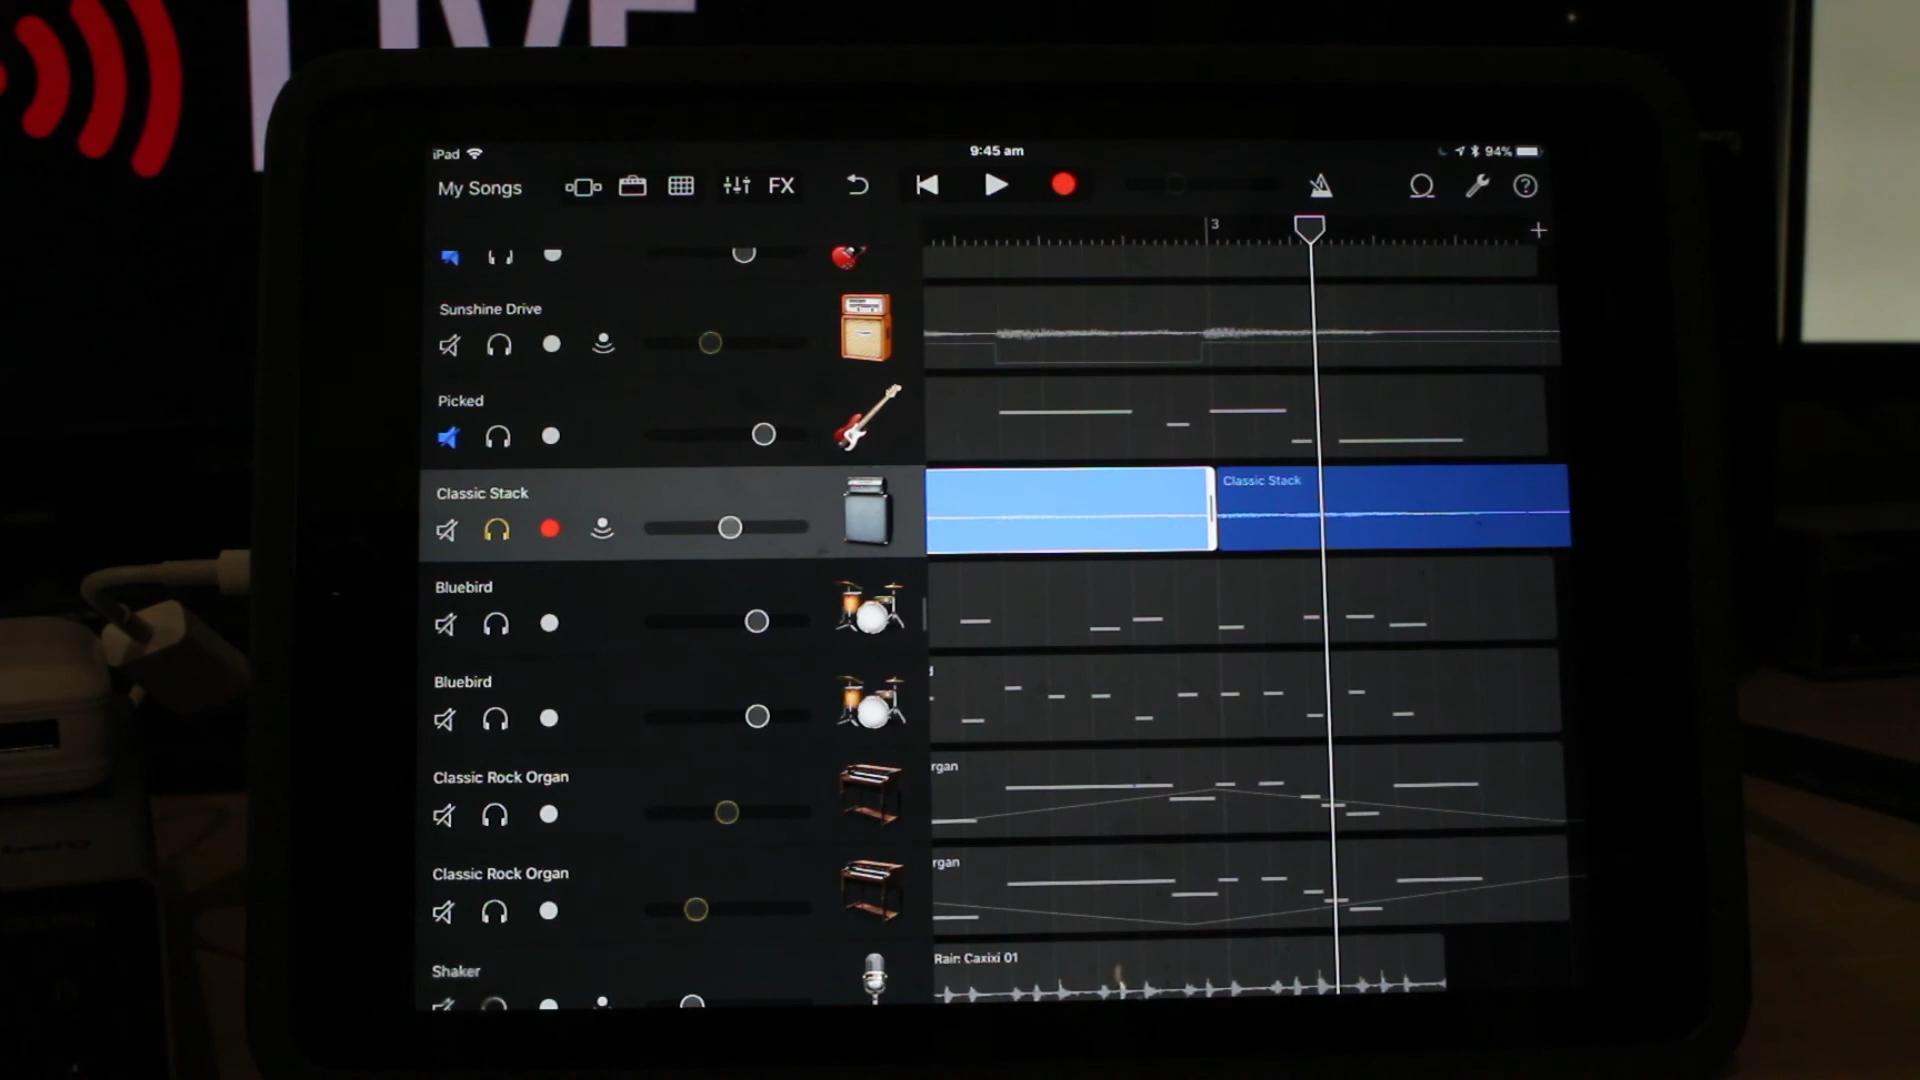 LIVE
iPad
9:45 am
94%
My Songs
FX
3
Sunshine Drive
Picked
Classic Stack
Classic Stack
Bluebird
Bluebird
Classic Rock Organ
rgan
Classic Rock Organ
rgan
Shaker
Rain Caxixi 01